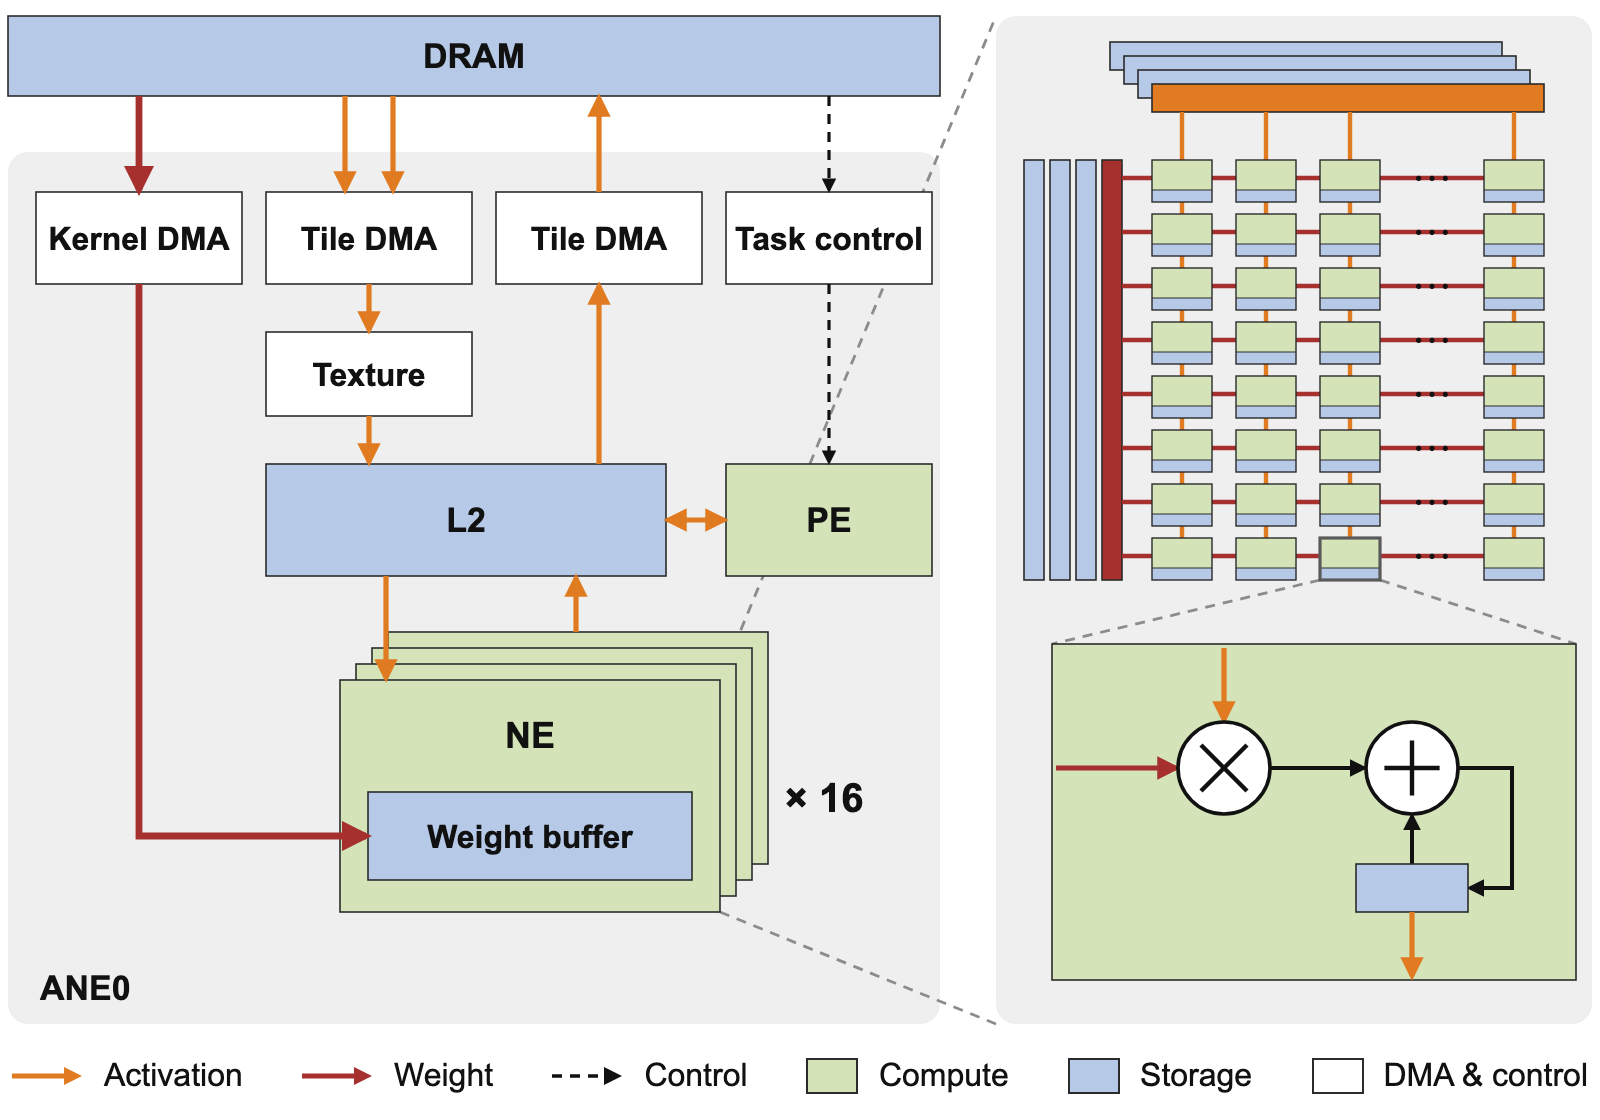 DRAM
Kernel DMA
Tile DMA
Tile DMA
Task control
Texture
L2
PE
NE
× 16
Weight buffer
ANE0
Activation
Weight
Control
Compute
Storage
DMA & control